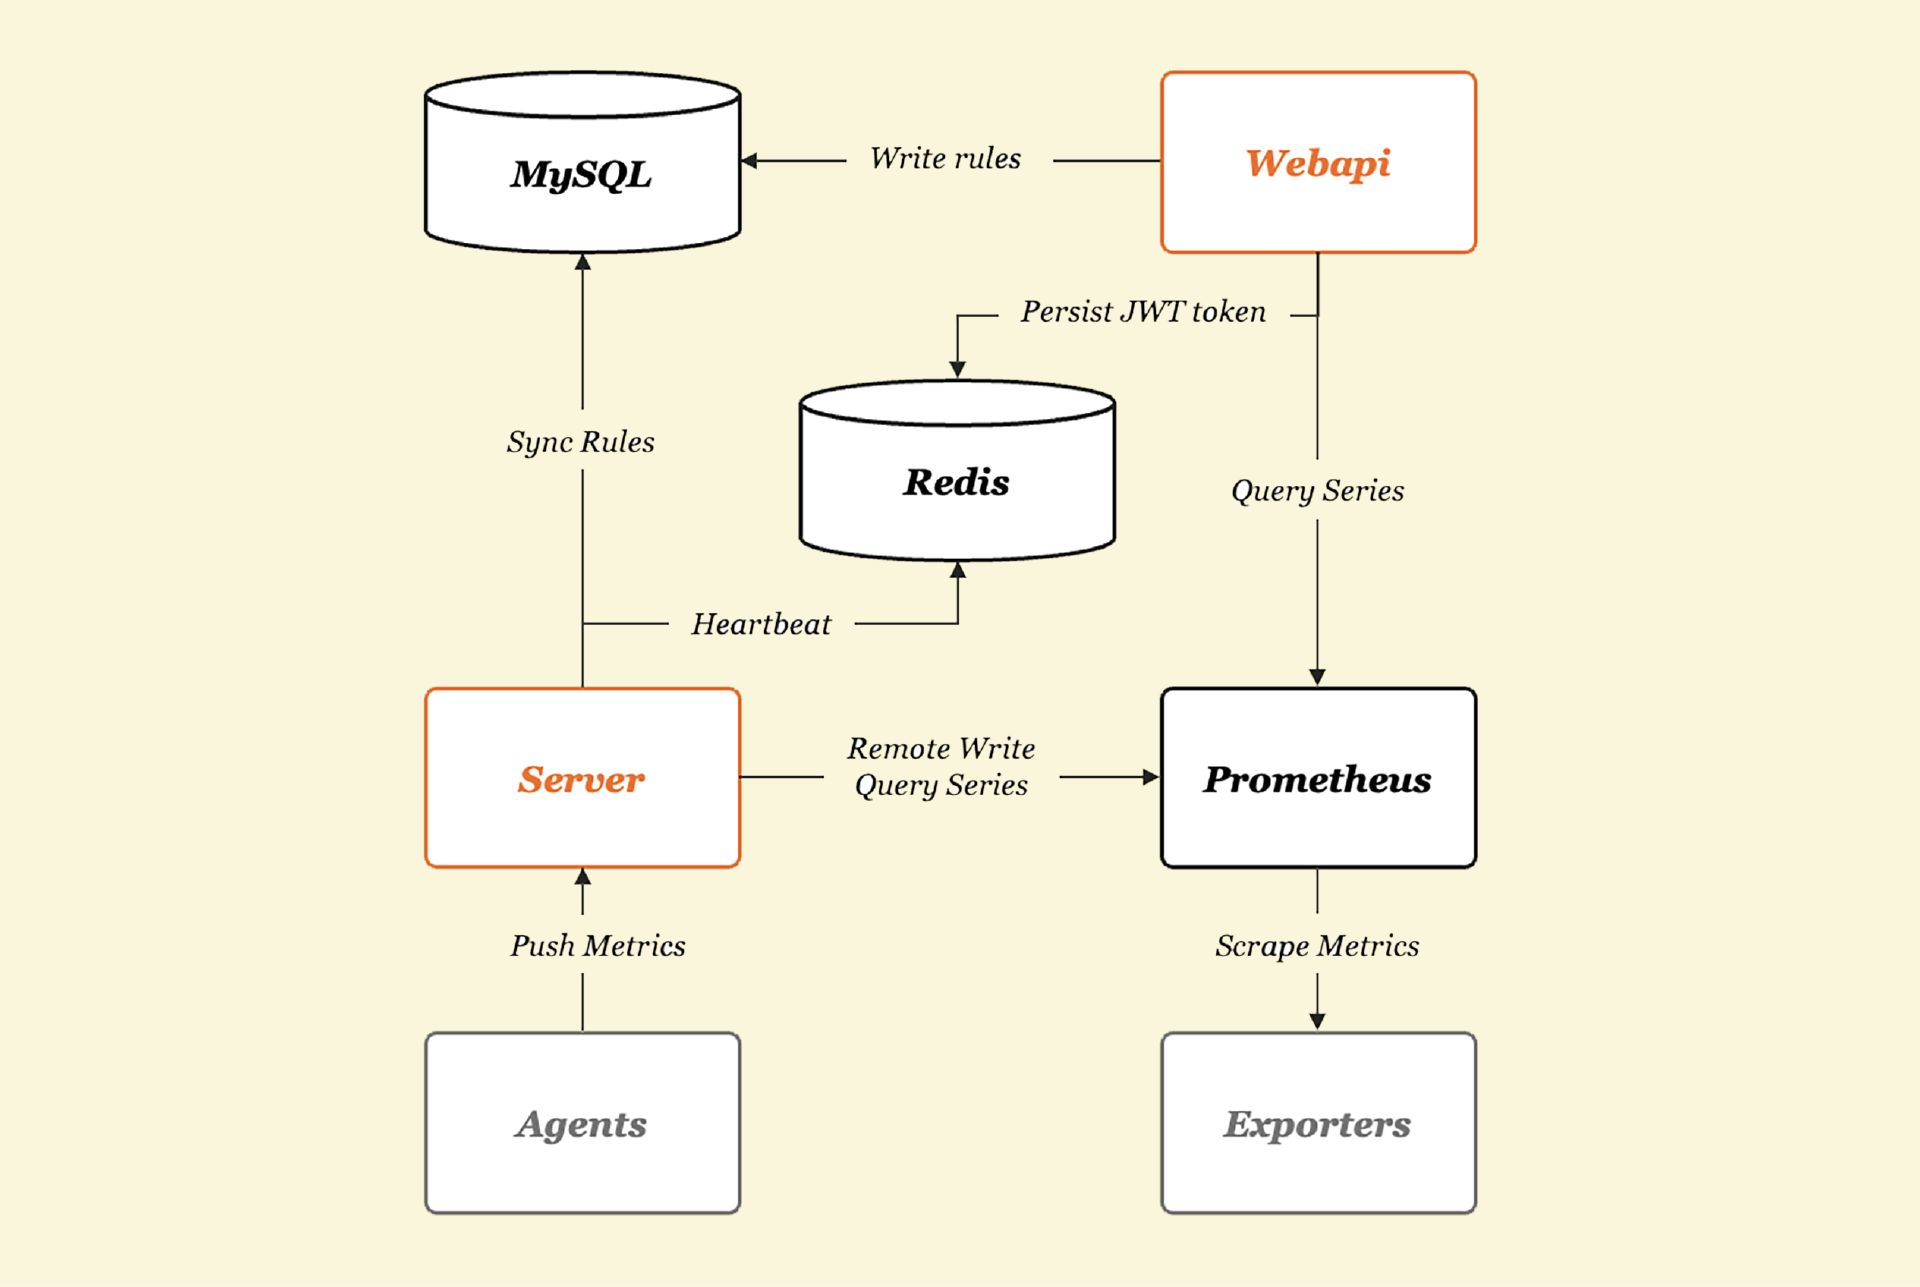 MySQL
Write rules
Webapi
Persist JWT token
Sync Rules
Redis
Query Series
Heartbeat
Server
Remote Write
Query Series
Prometheus
Push Metrics
Scrape Metrics
Agents
Exporters